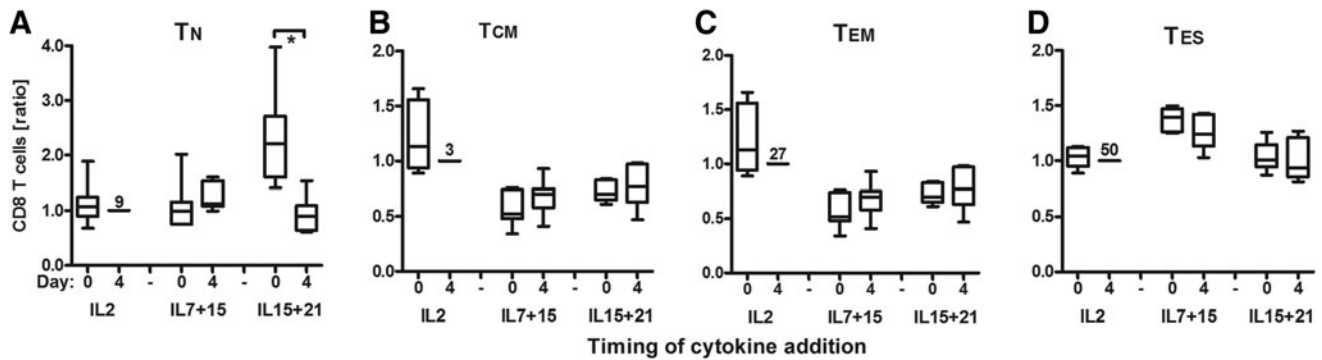 A TN
CD8 T cells [ratio]
4.0
3.0
2.0
1.0
0.0
*
9
Day: 0 4 - 0 4 - 0 4
IL2 IL7+15 IL15+21
B TCM
2.0
1.5
1.0
0.5
0.0
3
0 4 - 0 4 - 0 4
IL2 IL7+15 IL15+21
C TEM
2.0
1.5
1.0
0.5
0.0
27
0 4 - 0 4 - 0 4
IL2 IL7+15 IL15+21
D TES
2.0
1.5
1.0
0.5
0.0
50
0 4 - 0 4 - 0 4
IL2 IL7+15 IL15+21
Timing of cytokine addition